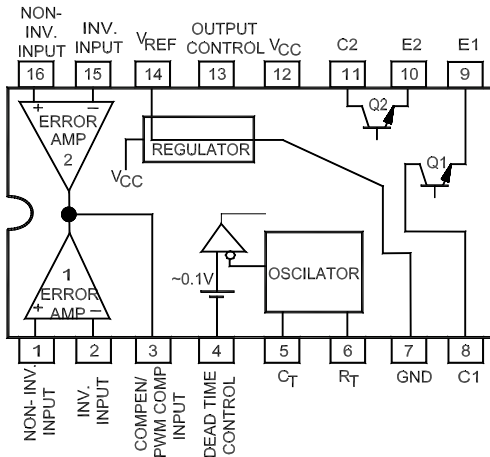 NON-
INV.
INPUT
INV.
INPUT
VREF
OUTPUT
CONTROL
VCC
C2
E2
E1
16
15
14
13
12
11
10
9
+
−
ERROR
AMP
2
REGULATOR
VCC
Q2
Q1
1
ERROR
AMP
+
−
~0.1V
OSCILATOR
1
2
3
4
5
6
7
8
NON- INV.
INPUT
INV.
INPUT
COMPEN/
PWM COMP
INPUT
DEAD TIME
CONTROL
CT
RT
GND
C1